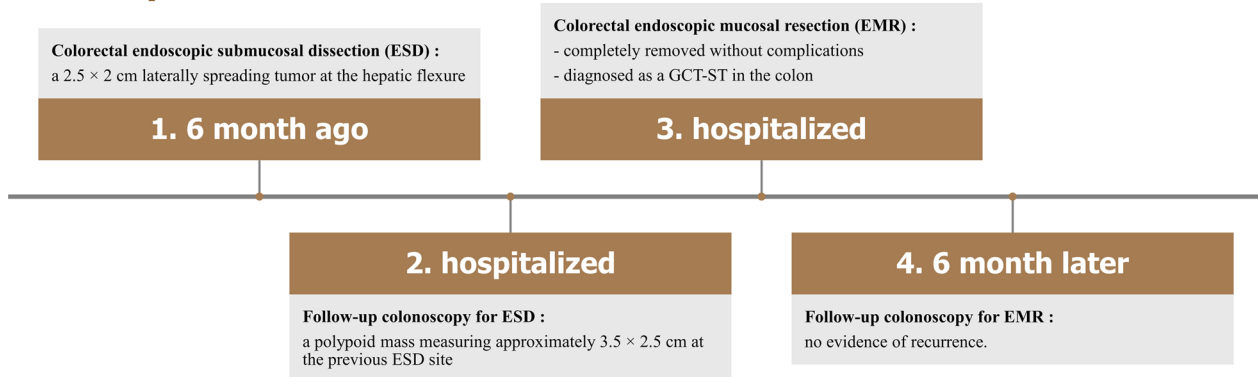 Colorectal endoscopic submucosal dissection (ESD) :
a 2.5 × 2 cm laterally spreading tumor at the hepatic flexure
1. 6 month ago
2. hospitalized
Follow-up colonoscopy for ESD :
a polypoid mass measuring approximately 3.5 × 2.5 cm at
the previous ESD site
Colorectal endoscopic mucosal resection (EMR) :
- completely removed without complications
- diagnosed as a GCT-ST in the colon
3. hospitalized
4. 6 month later
Follow-up colonoscopy for EMR :
no evidence of recurrence.